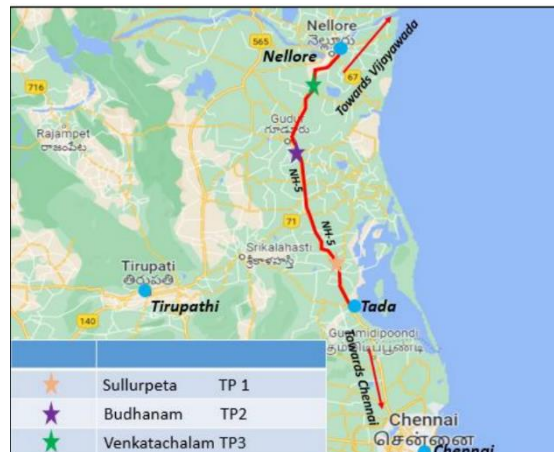 Nellore
నెల్లూరు
565
Nellore
67
Towards Vijayawada
716
Gudur
గూడూరు
Rajampet
రాజంపేట
NH-5
71
NH-5
Srikalahasti
శ్రీకాళహస్తి
Tirupati
తిరుపతి
Tirupathi
Tada
140
Gummidipoondi
கும்மிடிப்பூண்டி
Towards Chennai
Sullurpeta TP 1
Budhanam TP2
Venkatachalam TP3
Chennai
சென்னை
Chennai